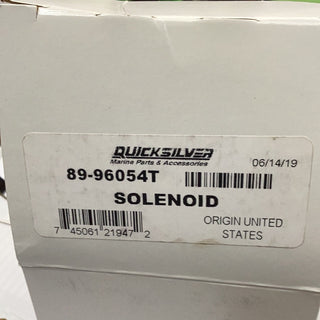 QUICKSILVER
Marine Parts & Accessories
06/14/19
89-96054T
SOLENOID
7 45061 21947 2
ORIGIN UNITED
STATES